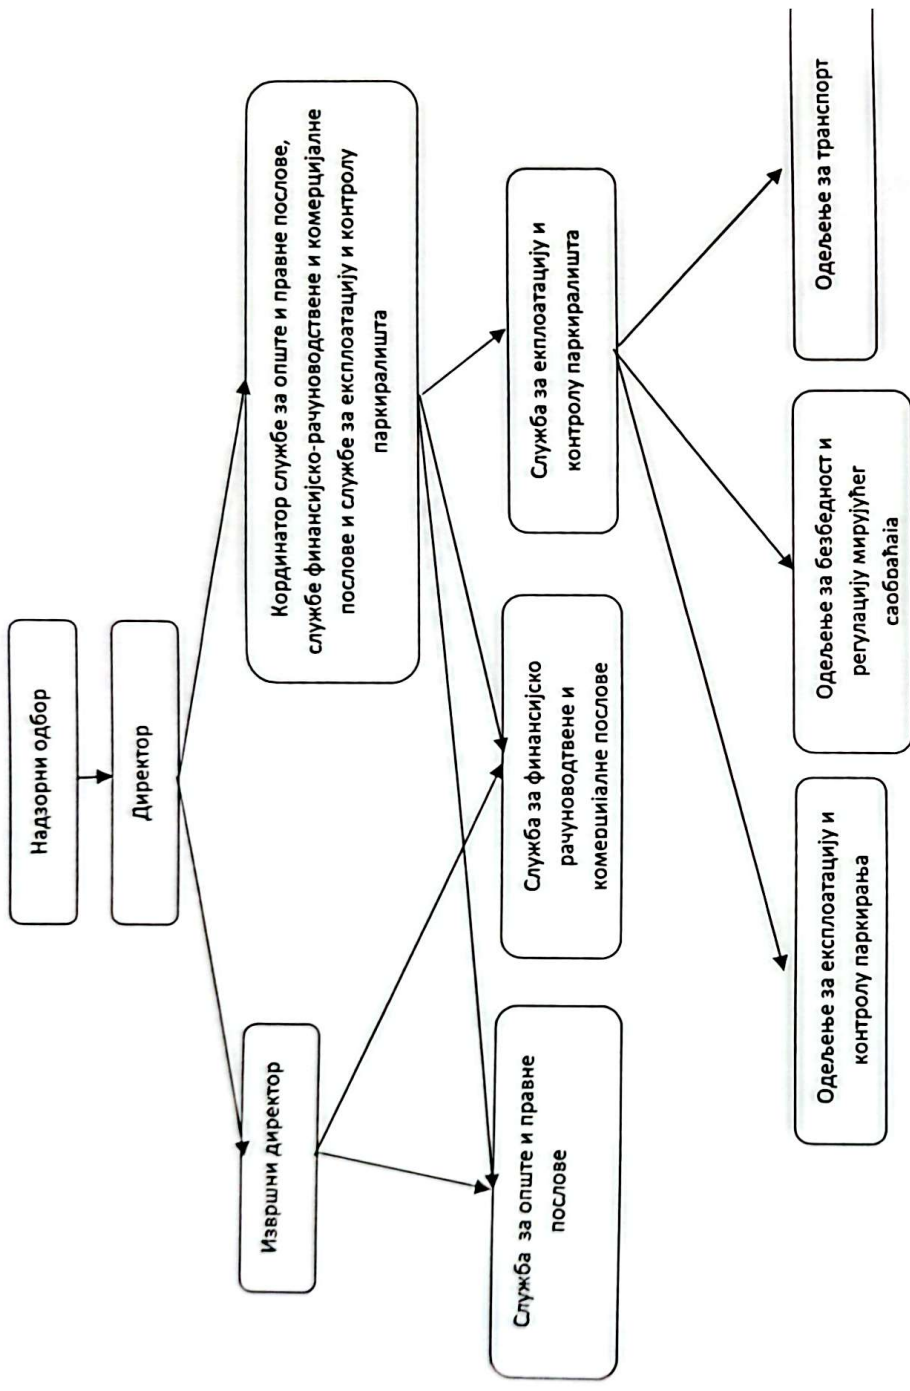 Надзорни одбор
Директор
Извршни директор
Кординатор службе за опште и правне послове,
службе финансијско-рачуноводствене и комерцијалне
послове и службе за експлоатацију и контролу
паркиралишта
Служба за опште и правне
послове
Служба за финансијско
рачуноводтвене и
комерцијалне послове
Служба за експлоатацију и
контролу паркиралишта
Одељење за експлоатацију и
контролу паркирања
Одељење за безбедност и
регулацију мирујућег
саобраћаја
Одељење за транспорт